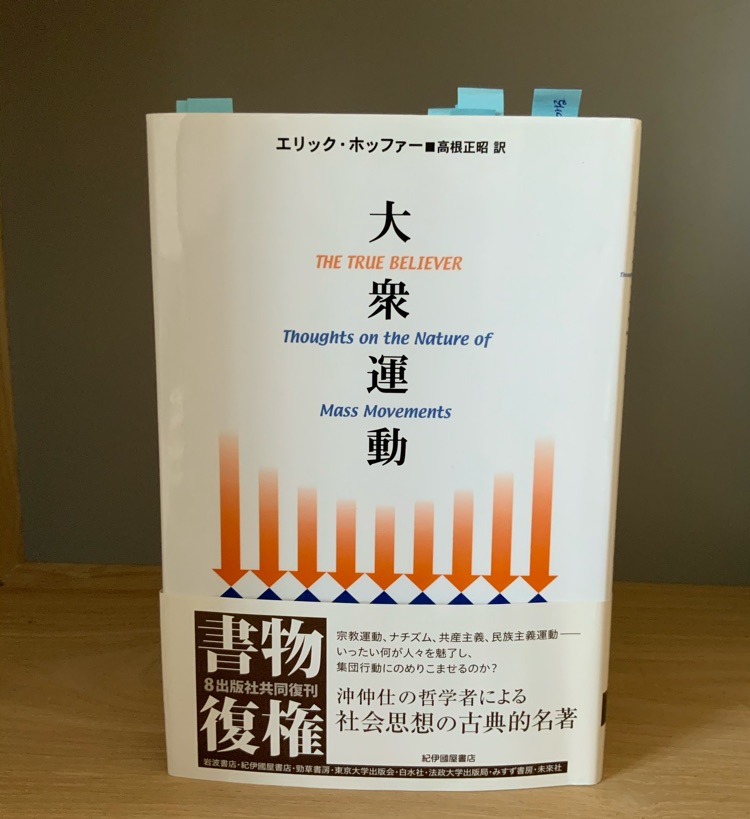 エリック・ホッファー■高根正昭 訳
大衆運動
THE TRUE BELIEVER
Thoughts on the Nature of
Mass Movements
書物
8出版社共同復刊
復権
宗教運動、ナチズム、共産主義、民族主義運動――
いったい何が人々を魅了し、
集団行動にのめりこませるのか?
沖仲仕の哲学者による
社会思想の古典的名著
紀伊國屋書店
岩波書店・紀伊國屋書店・勁草書房・東京大学出版会・白水社・法政大学出版局・みすず書房・未来社